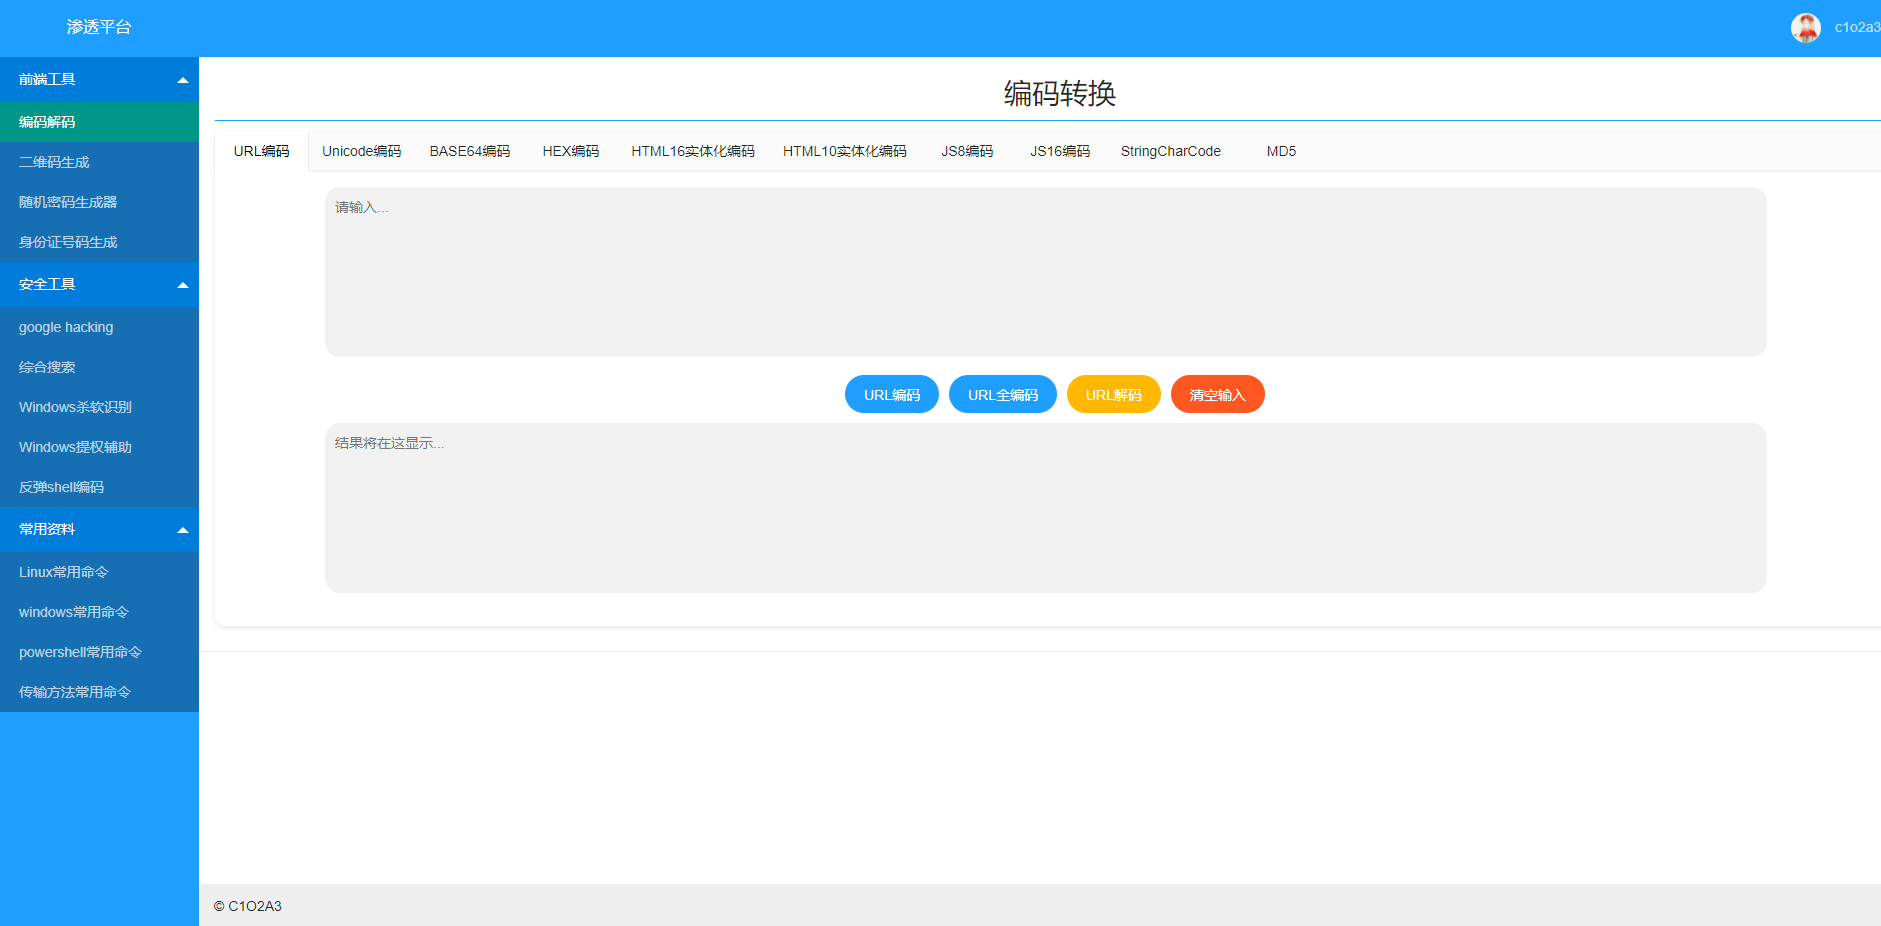 渗透平台
c1o2a3
前端工具
编码解码
二维码生成
随机密码生成器
身份证号码生成
安全工具
google hacking
综合搜索
Windows杀软识别
Windows提权辅助
反弹shell编码
常用资料
Linux常用命令
windows常用命令
powershell常用命令
传输方法常用命令
编码转换
URL编码 Unicode编码 BASE64编码 HEX编码 HTML16实体化编码 HTML10实体化编码 JS8编码 JS16编码 StringCharCode MD5
请输入...
URL编码 URL全编码 URL解码 清空输入
结果将在这显示...
© C1O2A3